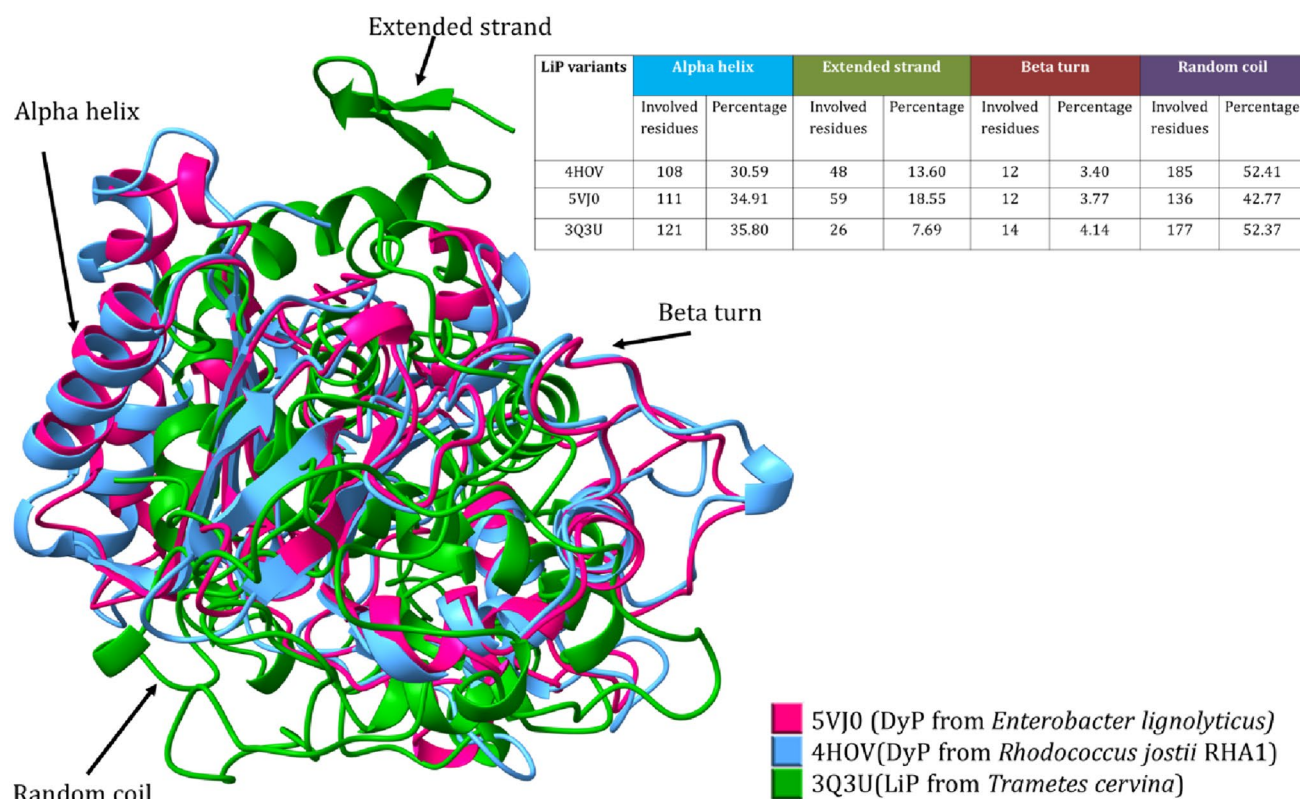 Extended strand
Alpha helix
LiP variants Alpha helix Extended strand Beta turn Random coil
Involved residues Percentage Involved residues Percentage Involved residues Percentage Involved residues Percentage
4HOV 108 30.59 48 13.60 12 3.40 185 52.41
5VJ0 111 34.91 59 18.55 12 3.77 136 42.77
3Q3U 121 35.80 26 7.69 14 4.14 177 52.37
Beta turn
Random coil
5VJ0 (DyP from Enterobacter lignolyticus)
4HOV(DyP from Rhodococcus jostii RHA1)
3Q3U(LiP from Trametes cervina)